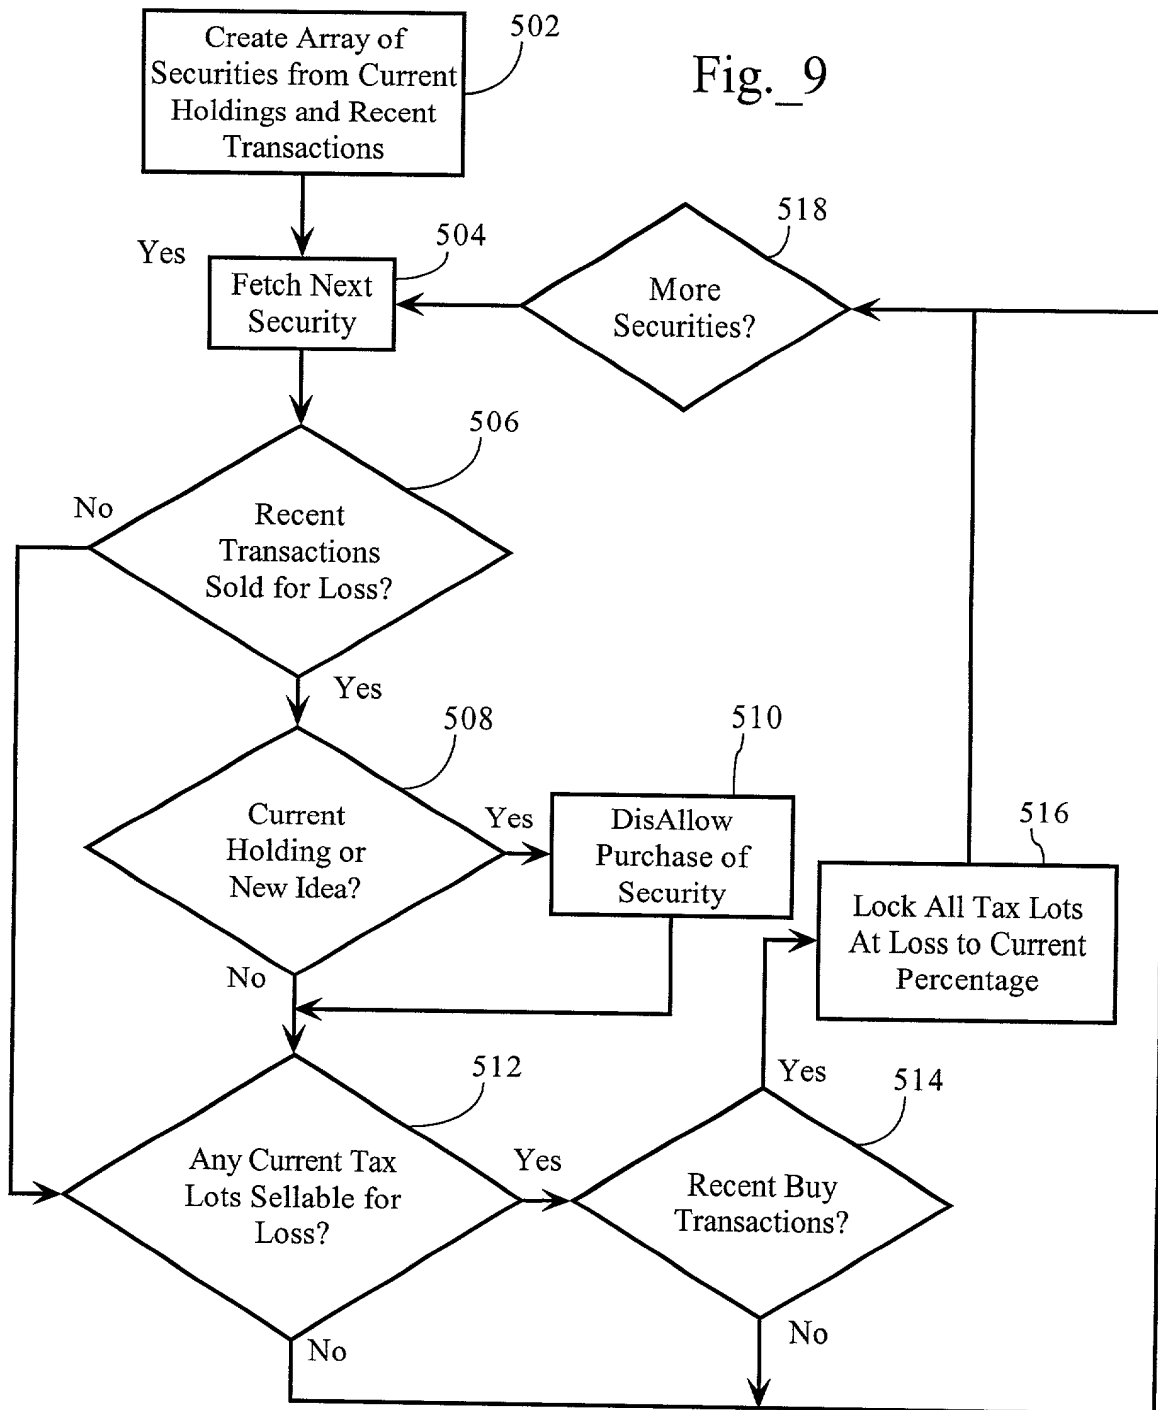 Create Array of
Securities from Current
Holdings and Recent
Transactions
502
Fig._9
Yes
504
Fetch Next
Security
518
More
Securities?
506
No
Recent
Transactions
Sold for Loss?
Yes
508
510
Current
Holding or
New Idea?
Yes
DisAllow
Purchase of
Security
516
Lock All Tax Lots
At Loss to Current
Percentage
No
512
Yes
514
Any Current Tax
Lots Sellable for
Loss?
Yes
Recent Buy
Transactions?
No
No